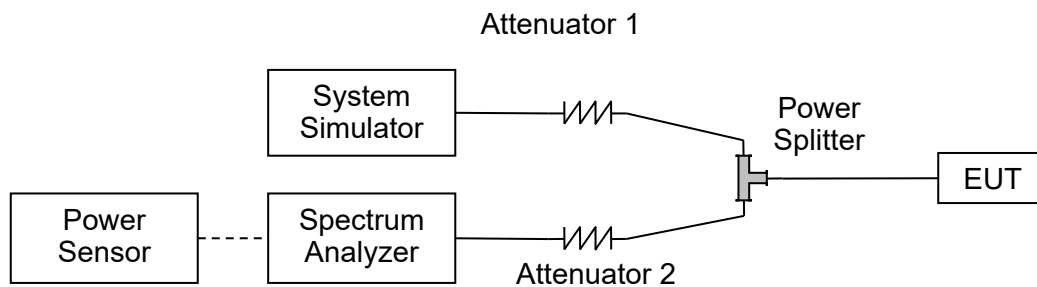 Attenuator 1
System
Simulator
Power
Splitter
EUT
Power
Sensor
Spectrum
Analyzer
Attenuator 2